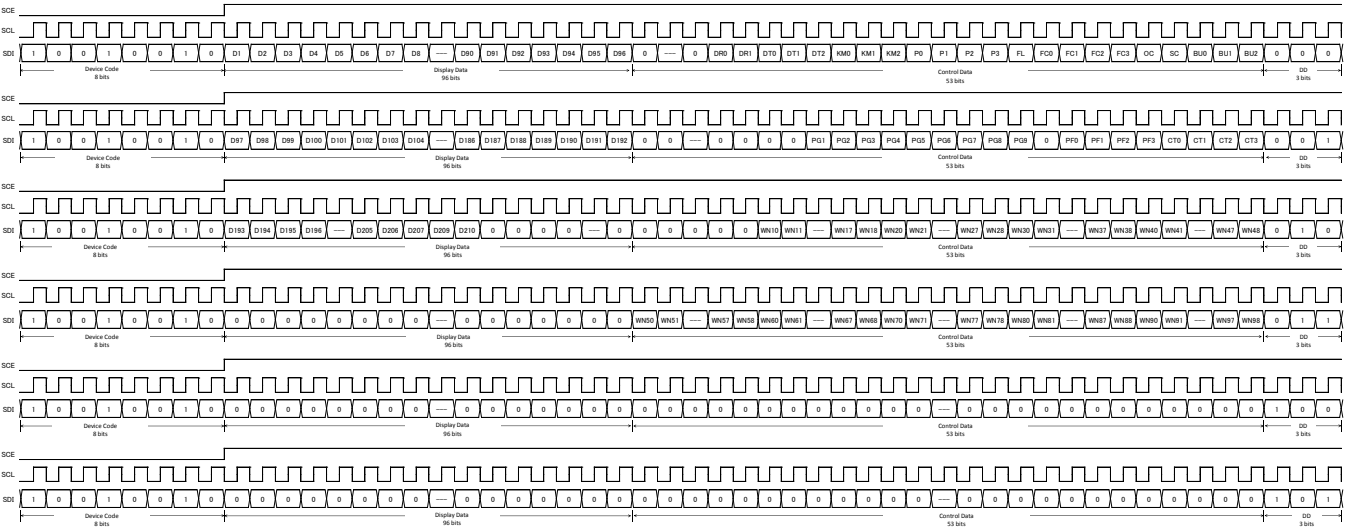 SCE
SCL
SDI 1 0 0 1 0 0 1 0 D1 D2 D3 D4 D5 D6 D7 D8 --- D90 D91 D92 D93 D94 D95 D96 0 --- 0 DR0 DR1 DT0 DT1 DT2 KM0 KM1 KM2 P0 P1 P2 P3 FL FC0 FC1 FC2 FC3 OC SC BU0 BU1 BU2 0 0 0
Device Code Display Data Control Data DD
8 bits 96 bits 53 bits 3 bits
SCE
SCL
SDI 1 0 0 1 0 0 1 0 D97 D98 D99 D100 D101 D102 D103 D104 --- D186 D187 D188 D189 D190 D191 D192 0 0 --- 0 0 0 0 PG1 PG2 PG3 PG4 PG5 PG6 PG7 PG8 PG9 0 PF0 PF1 PF2 PF3 CT0 CT1 CT2 CT3 0 0 1
Device Code Display Data Control Data DD
8 bits 96 bits 53 bits 3 bits
SCE
SCL
SDI 1 0 0 1 0 0 1 0 D193 D194 D195 D196 --- D205 D206 D207 D209 D210 0 0 0 0 --- 0 0 0 0 0 0 WN10 WN11 --- WN17 WN18 WN20 WN21 --- WN27 WN28 WN30 WN31 --- WN37 WN38 WN40 WN41 --- WN47 WN48 0 1 0
Device Code Display Data Control Data DD
8 bits 96 bits 53 bits 3 bits
SCE
SCL
SDI 1 0 0 1 0 0 1 0 0 0 0 0 0 0 0 0 --- 0 0 0 0 0 0 0 WN50 WN51 --- WN57 WN58 WN60 WN61 --- WN67 WN68 WN70 WN71 --- WN77 WN78 WN80 WN81 --- WN87 WN88 WN90 WN91 --- WN97 WN98 0 1 1
Device Code Display Data Control Data DD
8 bits 96 bits 53 bits 3 bits
SCE
SCL
SDI 1 0 0 1 0 0 1 0 0 0 0 0 0 0 0 0 --- 0 0 0 0 0 0 0 0 0 0 0 0 0 0 0 0 0 0 0 --- 0 0 0 0 0 0 0 0 0 0 0 0 1 0 0
Device Code Display Data Control Data DD
8 bits 96 bits 53 bits 3 bits
SCE
SCL
SDI 1 0 0 1 0 0 1 0 0 0 0 0 0 0 0 0 --- 0 0 0 0 0 0 0 0 0 0 0 0 0 0 0 0 0 0 0 --- 0 0 0 0 0 0 0 0 0 0 0 0 1 0 1
Device Code Display Data Control Data DD
8 bits 96 bits 53 bits 3 bits